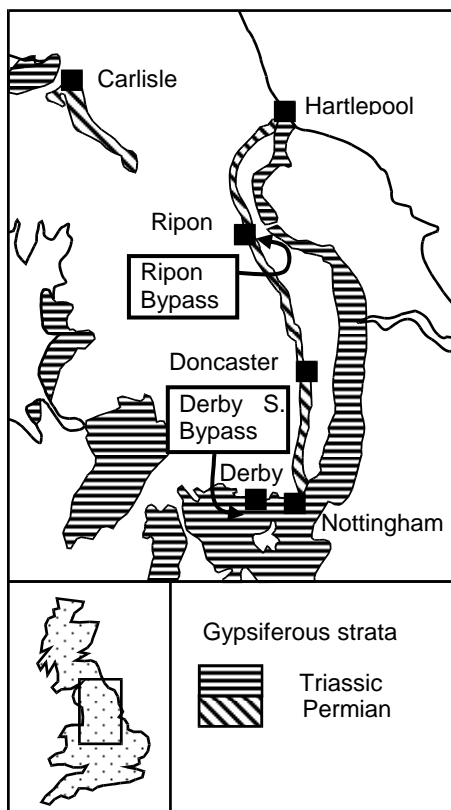 Carlisle
Hartlepool
Ripon
Ripon
Bypass
Doncaster
Derby S.
Bypass
Derby
Nottingham
Gypsiferous strata
Triassic
Permian